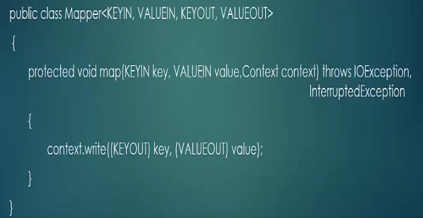 public class Mapper<KEYIN, VALUEIN, KEYOUT, VALUEOUT>
{
protected void map(KEYIN key, VALUEIN value,Context context) throws IOException,
InterruptedException
{
context.write((KEYOUT) key, (VALUEOUT) value);
}
}